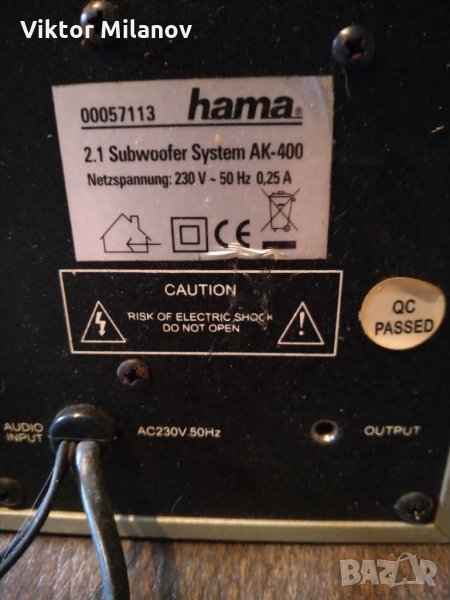 Viktor Milanov
00057113 hama®
2.1 Subwoofer System AK-400
Netzspannung: 230 V ~ 50 Hz 0,25 A
CE
CAUTION
RISK OF ELECTRIC SHOCK
DO NOT OPEN
QC
PASSED
AUDIO
INPUT
AC230V.50Hz
OUTPUT
BAZAR